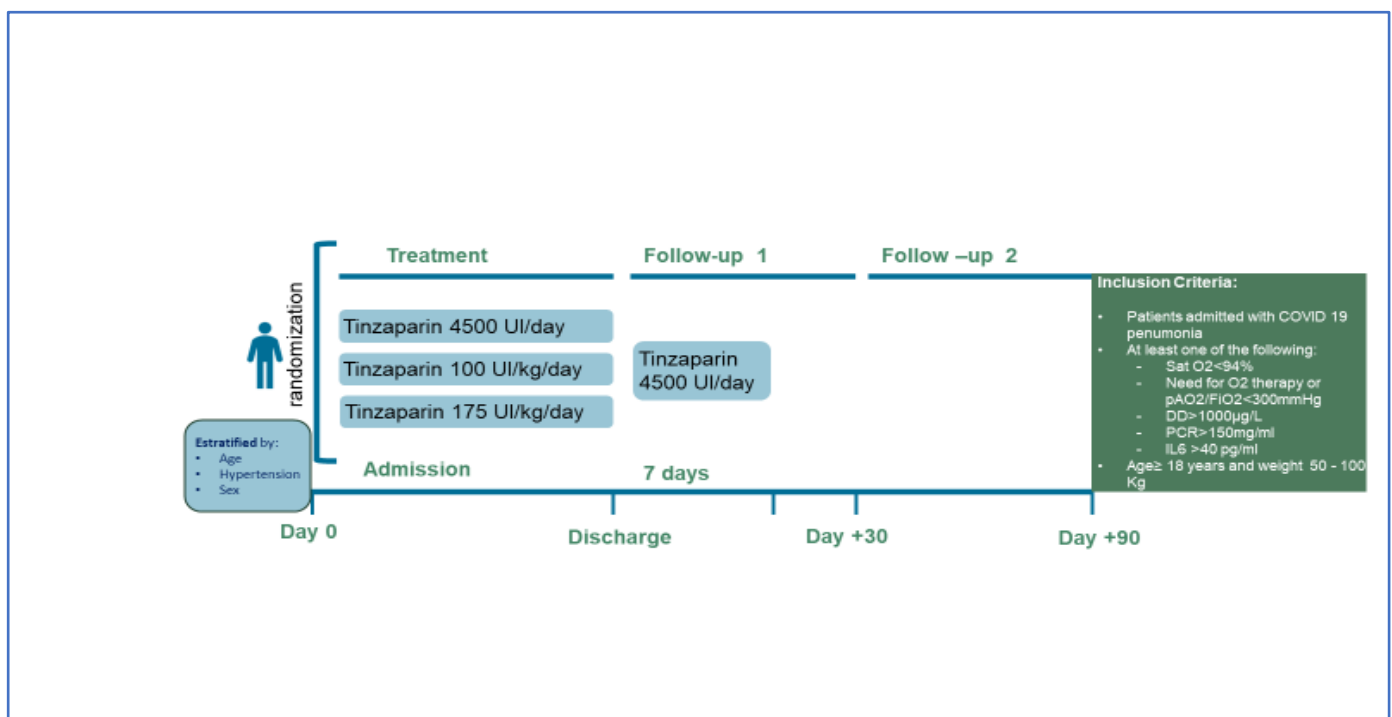 Treatment
Follow-up 1
Follow –up 2
randomization
Tinzaparin 4500 UI/day
Tinzaparin 100 UI/kg/day
Tinzaparin 175 UI/kg/day
Tinzaparin
4500 UI/day
Estratified by:
• Age
• Hypertension
• Sex
Admission
7 days
Day 0
Discharge
Day +30
Day +90
Inclusion Criteria:
• Patients admitted with COVID 19
penumonia
• At least one of the following:
- Sat O2<94%
- Need for O2 therapy or
pAO2/FiO2<300mmHg
- DD>1000µg/L
- PCR>150mg/ml
- IL6 >40 pg/ml
• Age≥ 18 years and weight 50 - 100
Kg